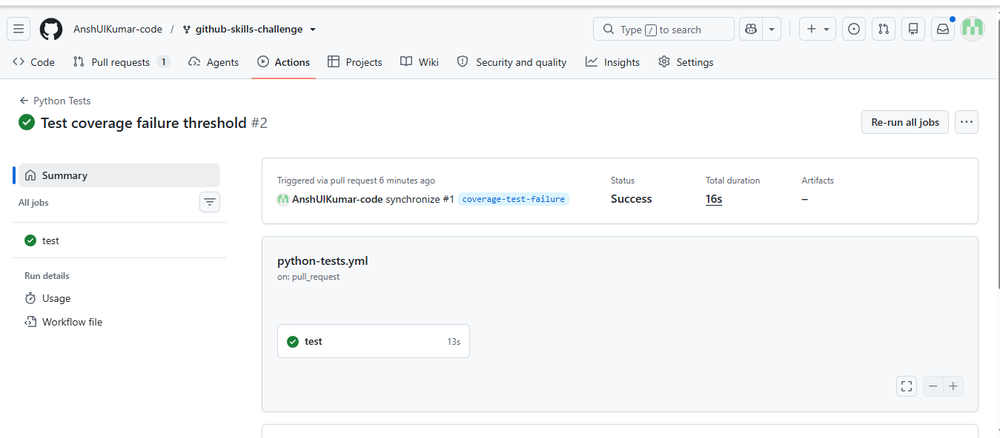 AnshUlKumar-code / github-skills-challenge
Type / to search
Code Pull requests 1 Agents Actions Projects Wiki Security and quality Insights Settings
Python Tests
Test coverage failure threshold #2
Re-run all jobs
Summary
All jobs
test
Run details
Usage
Workflow file
Triggered via pull request 6 minutes ago
AnshUlKumar-code synchronize #1 coverage-test-failure
Status
Success
Total duration
16s
Artifacts
–
python-tests.yml
on: pull_request
test 13s